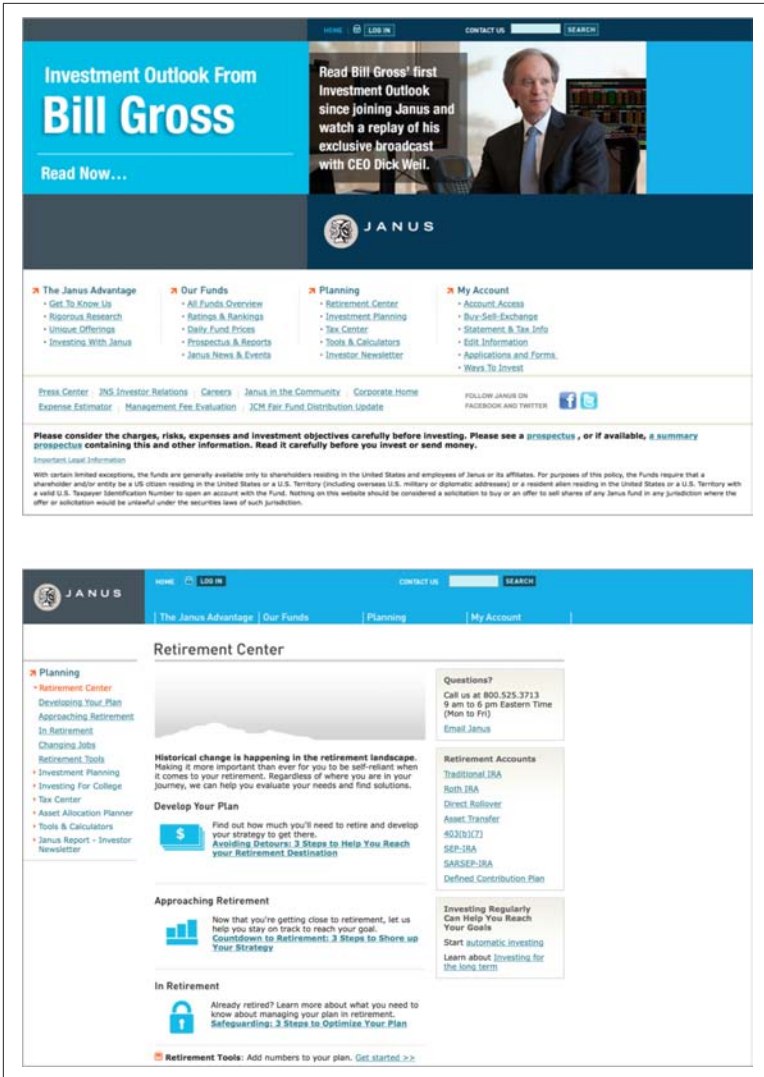 HOME LOG IN CONTACT US SEARCH
Investment Outlook From
Bill Gross
Read Now...
Read Bill Gross' first
Investment Outlook
since joining Janus and
watch a replay of his
exclusive broadcast
with CEO Dick Weil.
JANUS
The Janus Advantage
• Get To Know Us
• Rigorous Research
• Unique Offerings
• Investing With Janus
Our Funds
• All Funds Overview
• Ratings & Rankings
• Daily Fund Prices
• Prospectus & Reports
• Janus News & Events
Planning
• Retirement Center
• Investment Planning
• Tax Center
• Tools & Calculators
• Investor Newsletter
My Account
• Account Access
• Buy-Sell-Exchange
• Statement & Tax Info
• Edit Information
• Applications and Forms
• Ways To Invest
Press Center JNS Investor Relations Careers Janus in the Community Corporate Home
Expense Estimator Management Fee Evaluation JCM Fair Fund Distribution Update
FOLLOW JANUS ON
FACEBOOK AND TWITTER
Please consider the charges, risks, expenses and investment objectives carefully before investing. Please see a prospectus , or if available, a summary
prospectus containing this and other information. Read it carefully before you invest or send money.
Important Legal Information
With certain limited exceptions, the funds are generally available only to shareholders residing in the United States and employees of Janus or its affiliates. For purposes of this policy, the Funds require that a
shareholder and/or entity be a US citizen residing in the United States or a U.S. Territory (including overseas U.S. military or diplomatic addresses) or a resident alien residing in the United States or a U.S. Territory with
a valid U.S. Taxpayer Identification Number to open an account with the Fund. Nothing on this website should be considered a solicitation to buy or an offer to sell shares of any Janus fund in any jurisdiction where the
offer or solicitation would be unlawful under the securities laws of such jurisdiction.
JANUS
HOME LOG IN CONTACT US SEARCH
The Janus Advantage Our Funds Planning My Account
Retirement Center
Planning
Retirement Center
Developing Your Plan
Approaching Retirement
In Retirement
Changing Jobs
Retirement Tools
Investment Planning
Investing For College
Tax Center
Asset Allocation Planner
Tools & Calculators
Janus Report - Investor
Newsletter
Historical change is happening in the retirement landscape.
Making it more important than ever for you to be self-reliant when
it comes to your retirement. Regardless of where you are in your
journey, we can help you evaluate your needs and find solutions.
Develop Your Plan
$
Find out how much you'll need to retire and develop
your strategy to get there.
Avoiding Detours: 3 Steps to Help You Reach
your Retirement Destination
Approaching Retirement
Now that you're getting close to retirement, let us
help you stay on track to reach your goal.
Countdown to Retirement: 3 Steps to Shore up
Your Strategy
In Retirement
Already retired? Learn more about what you need to
know about managing your plan in retirement.
Safeguarding: 3 Steps to Optimize Your Plan
Retirement Tools: Add numbers to your plan. Get started >>
Questions?
Call us at 800.525.3713
9 am to 6 pm Eastern Time
(Mon to Fri)
Email Janus
Retirement Accounts
Traditional IRA
Roth IRA
Direct Rollover
Asset Transfer
403(b)(7)
SEP-IRA
SARSEP-IRA
Defined Contribution Plan
Investing Regularly
Can Help You Reach
Your Goals
Start automatic investing
Learn about Investing for
the long term